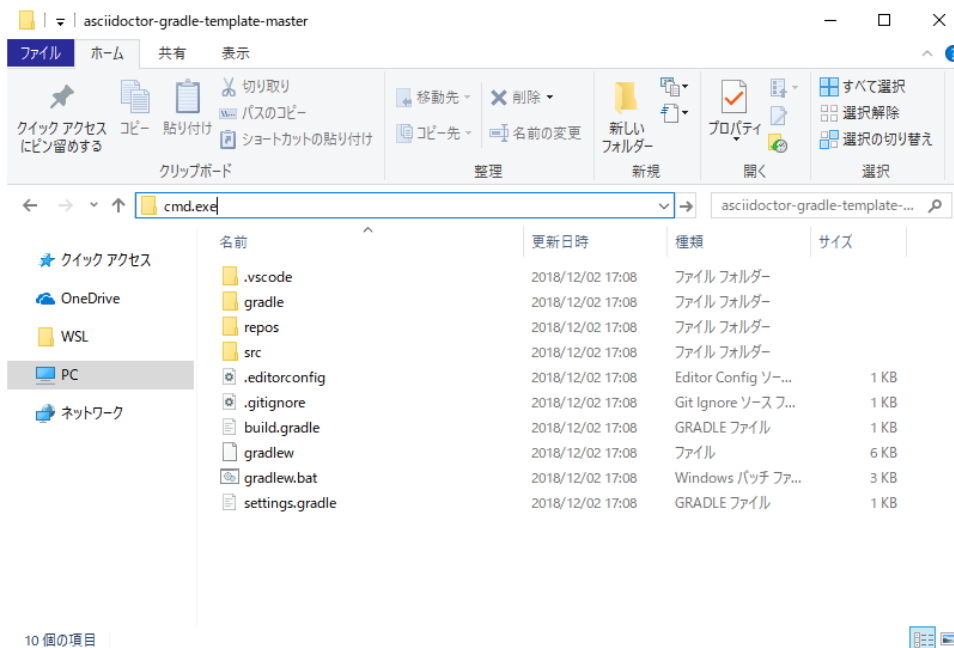 asciidoctor-gradle-template-master
ファイル ホーム 共有 表示
クイック アクセス
にピン留めする
コピー
貼り付け
切り取り
パスのコピー
ショートカットの貼り付け
クリップボード
移動先
コピー先
削除
名前の変更
整理
新しい
フォルダー
新規
プロパティ
開く
すべて選択
選択解除
選択の切り替え
選択
cmd.exe
asciidoctor-gradle-template-...
クイック アクセス
OneDrive
WSL
PC
ネットワーク
名前 更新日時 種類 サイズ
.vscode 2018/12/02 17:08 ファイル フォルダー
gradle 2018/12/02 17:08 ファイル フォルダー
repos 2018/12/02 17:08 ファイル フォルダー
src 2018/12/02 17:08 ファイル フォルダー
.editorconfig 2018/12/02 17:08 Editor Config ソー... 1 KB
.gitignore 2018/12/02 17:08 Git Ignore ソース フ... 1 KB
build.gradle 2018/12/02 17:08 GRADLE ファイル 1 KB
gradlew 2018/12/02 17:08 ファイル 6 KB
gradlew.bat 2018/12/02 17:08 Windows バッチ ファ... 3 KB
settings.gradle 2018/12/02 17:08 GRADLE ファイル 1 KB
10 個の項目